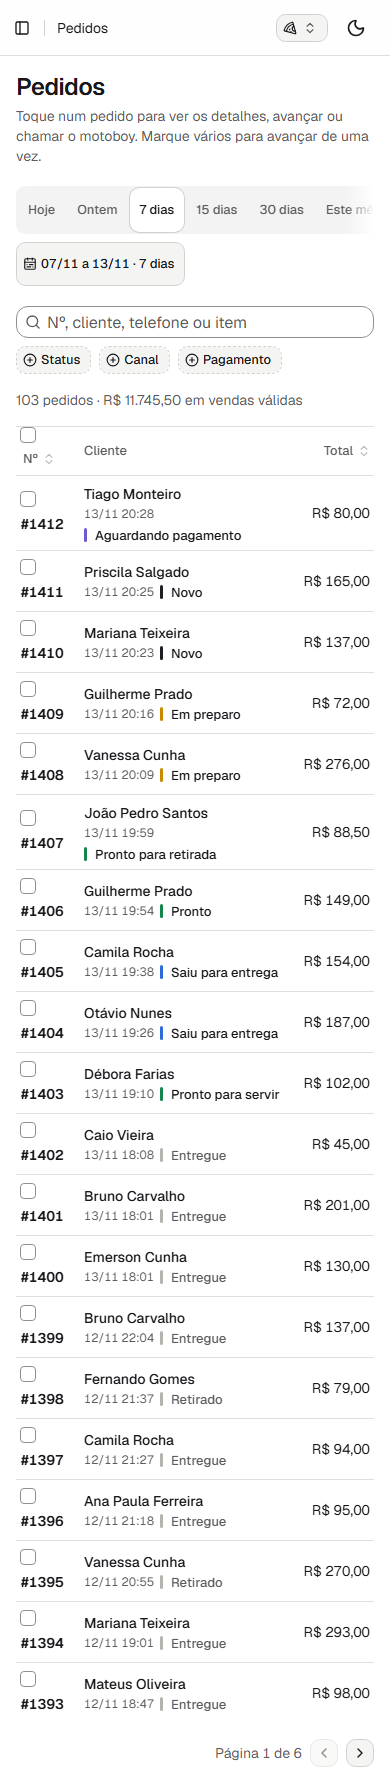 Pedidos
Pedidos
Toque num pedido para ver os detalhes, avançar ou
chamar o motoboy. Marque vários para avançar de uma
vez.
Hoje Ontem 7 dias 15 dias 30 dias Este
07/11 a 13/11 · 7 dias
Nº, cliente, telefone ou item
Status Canal Pagamento
103 pedidos · R$ 11.745,50 em vendas válidas
Nº Cliente Total
Tiago Monteiro
13/11 20:28
#1412 R$ 80,00
Aguardando pagamento
Priscila Salgado
#1411 13/11 20:25 Novo R$ 165,00
Mariana Teixeira
#1410 13/11 20:23 Novo R$ 137,00
Guilherme Prado
#1409 13/11 20:16 Em preparo R$ 72,00
Vanessa Cunha
#1408 13/11 20:09 Em preparo R$ 276,00
João Pedro Santos
13/11 19:59
#1407 R$ 88,50
Pronto para retirada
Guilherme Prado
#1406 13/11 19:54 Pronto R$ 149,00
Camila Rocha
#1405 13/11 19:38 Saiu para entrega R$ 154,00
Otávio Nunes
#1404 13/11 19:26 Saiu para entrega R$ 187,00
Débora Farias
#1403 13/11 19:10 Pronto para servir R$ 102,00
Caio Vieira
#1402 13/11 18:08 Entregue R$ 45,00
Bruno Carvalho
#1401 13/11 18:01 Entregue R$ 201,00
Emerson Cunha
#1400 13/11 18:01 Entregue R$ 130,00
Bruno Carvalho
#1399 12/11 22:04 Entregue R$ 137,00
Fernando Gomes
#1398 12/11 21:37 Retirado R$ 79,00
Camila Rocha
#1397 12/11 21:27 Entregue R$ 94,00
Ana Paula Ferreira
#1396 12/11 21:18 Entregue R$ 95,00
Vanessa Cunha
#1395 12/11 20:55 Retirado R$ 270,00
Mariana Teixeira
#1394 12/11 19:01 Entregue R$ 293,00
Mateus Oliveira
#1393 12/11 18:47 Entregue R$ 98,00
Página 1 de 6